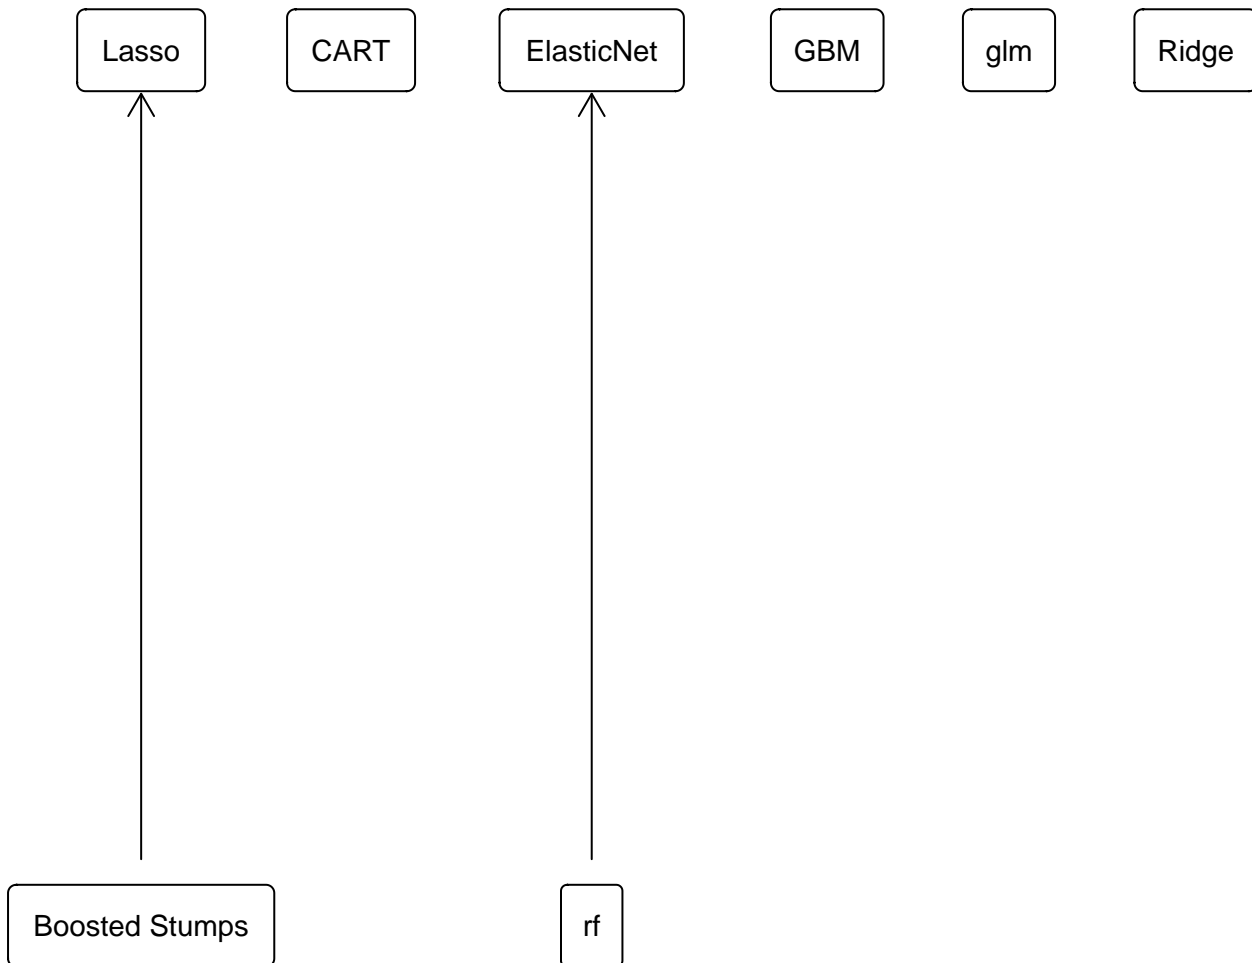 Lasso
CART
ElasticNet
GBM
glm
Ridge
Boosted Stumps
rf